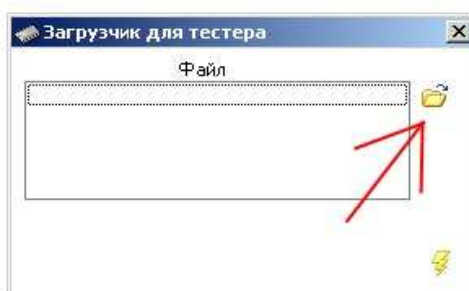 Загрузчик для тестера
Файл